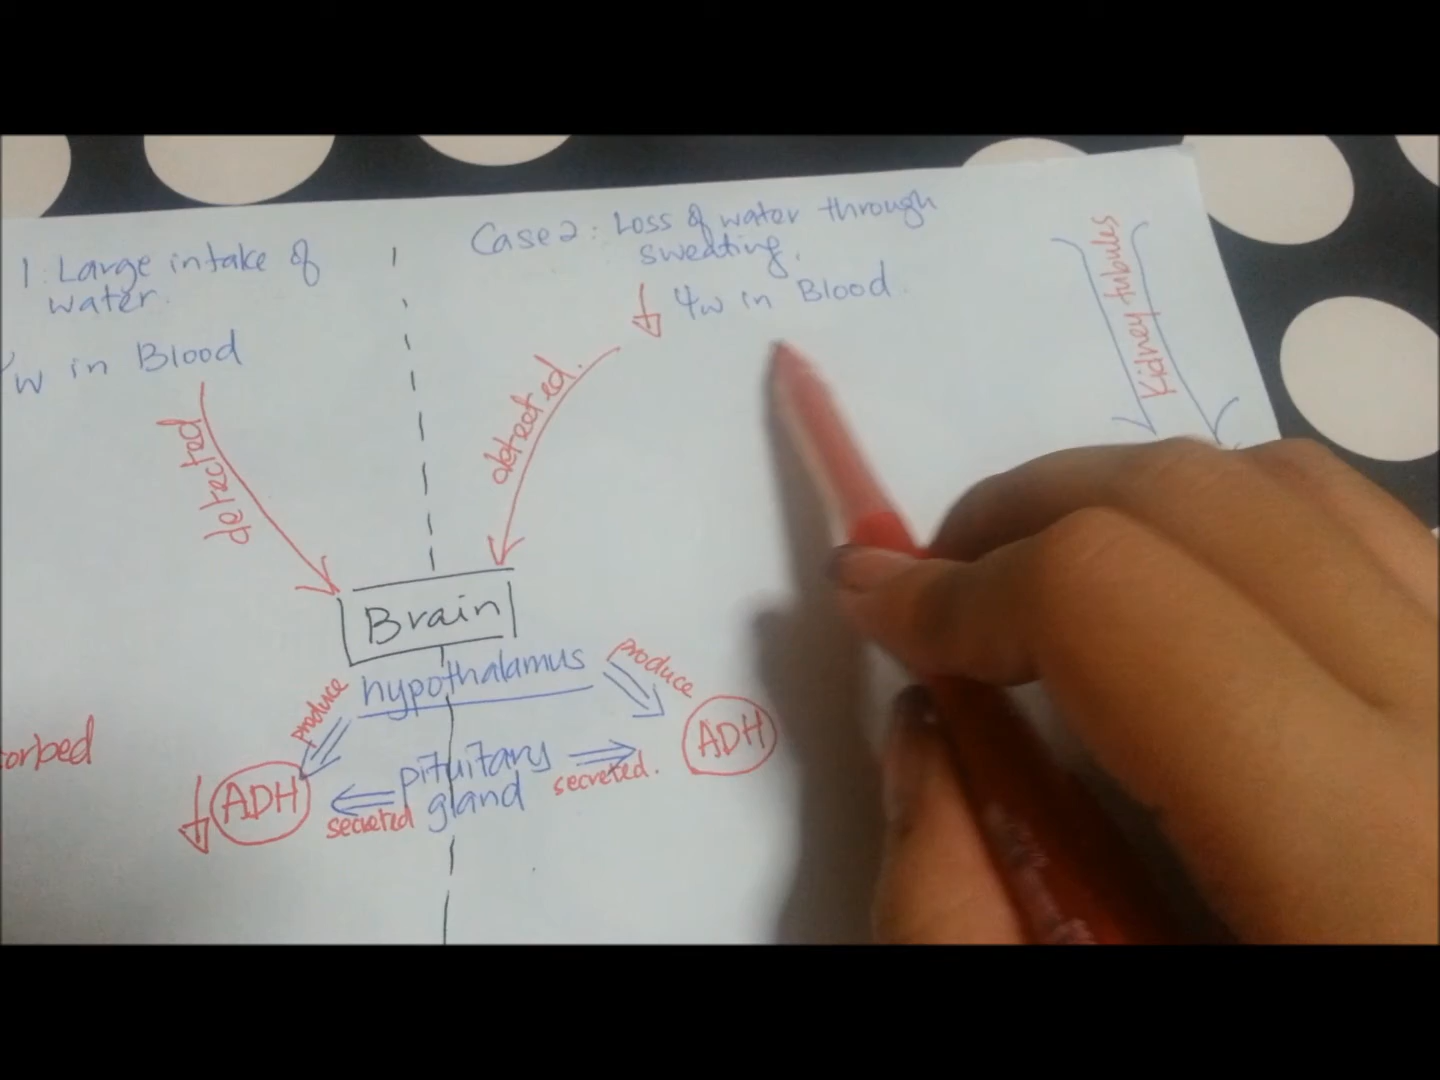 1: Large intake of
water.
w in Blood
detected
Case 2: Loss of water through
sweating.
↓ Ψw in Blood.
detected.
Kidney tubules
Brain
hypothalamus
produce
produce
orbed
↓ ADH
secreted
pituitary
gland
secreted.
ADH